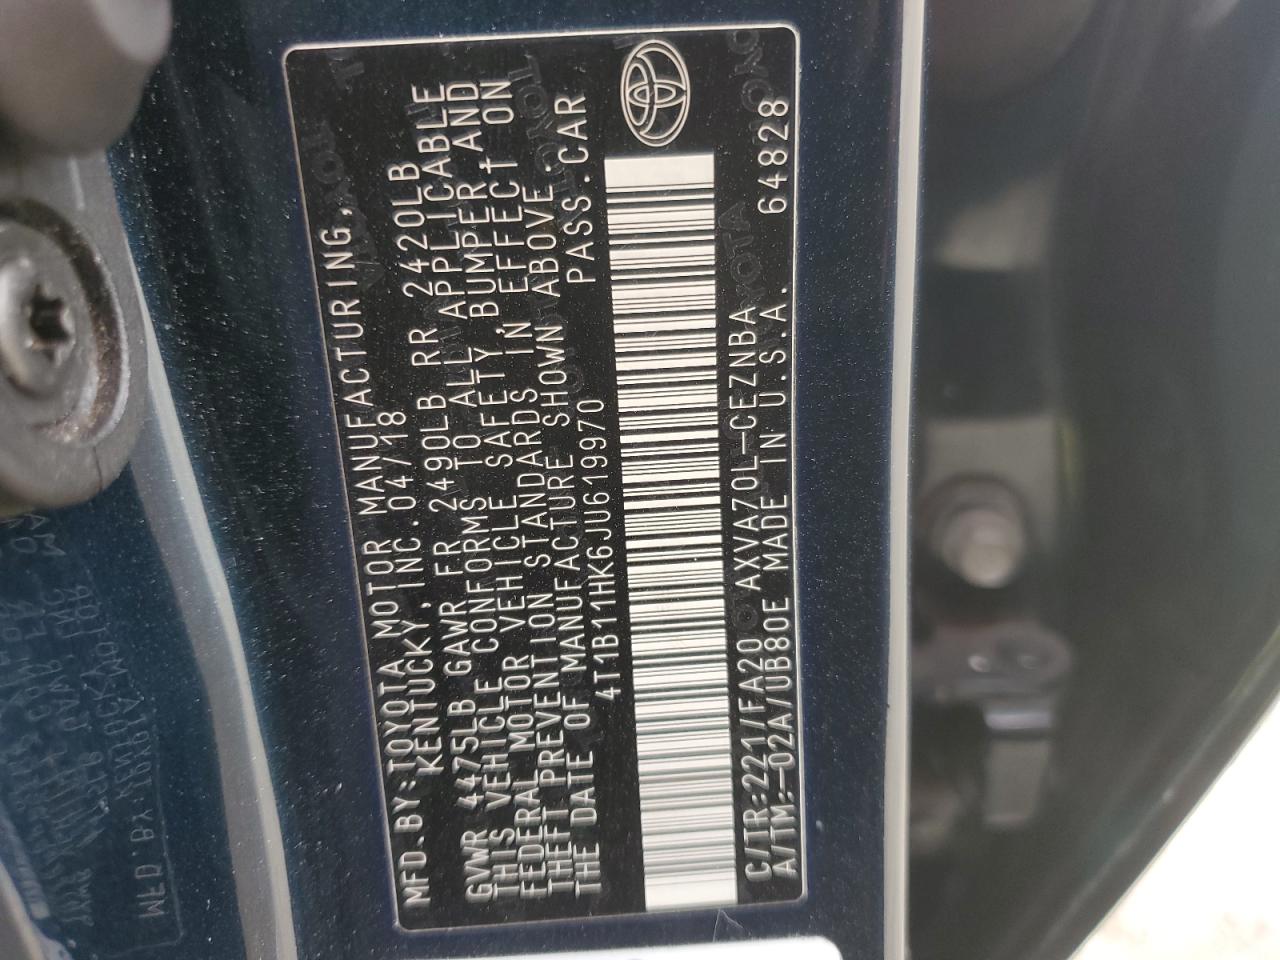 MFD.BY:TOYOTA MOTOR MANUFACTURING,
KENTUCKY, INC.04/18
GVWR 4475LB GAWR FR 2490LB RR 2420LB
THIS VEHICLE CONFORMS TO ALL APPLICABLE
FEDERAL MOTOR VEHICLE SAFETY,BUMPER,AND
THEFT PREVENTION STANDARDS IN EFFECT ON
THE DATE OF MANUFACTURE SHOWN ABOVE.
4T1B11HK6JU619970 PASS.CAR
C/TR:221/FA20 AXVA70L-CEZNBA
A/TM:-02A/UB80E MADE IN U.S.A. 64828